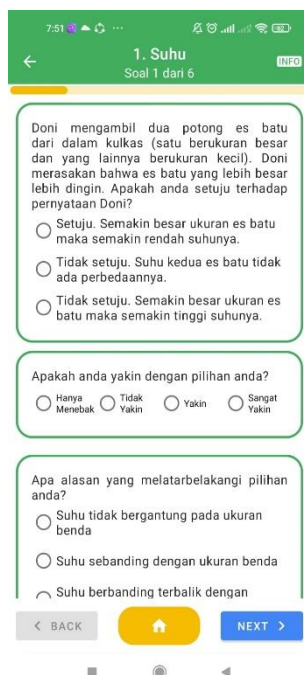 7:51
1. Suhu
Soal 1 dari 6
INFO
Doni mengambil dua potong es batu
dari dalam kulkas (satu berukuran besar
dan yang lainnya berukuran kecil). Doni
merasakan bahwa es batu yang lebih besar
lebih dingin. Apakah anda setuju terhadap
pernyataan Doni?
Setuju. Semakin besar ukuran es batu
maka semakin rendah suhunya.
Tidak setuju. Suhu kedua es batu tidak
ada perbedaannya.
Tidak setuju. Semakin besar ukuran es
batu maka semakin tinggi suhunya.
Apakah anda yakin dengan pilihan anda?
Hanya Menebak
Tidak Yakin
Yakin
Sangat Yakin
Apa alasan yang melatarbelakangi pilihan
anda?
Suhu tidak bergantung pada ukuran
benda
Suhu sebanding dengan ukuran benda
Suhu berbanding terbalik dengan
BACK
NEXT